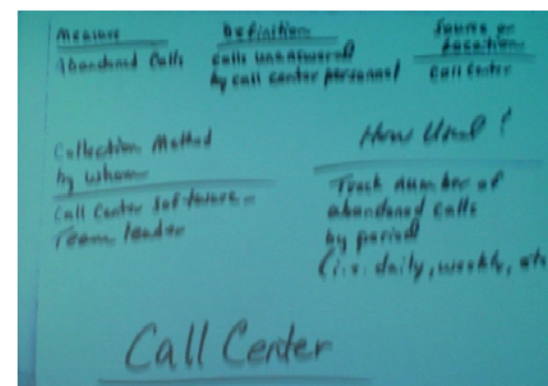 Measure
Abandoned Calls
Definition
calls unanswered
by call center personnel
Source or
Location
Call Center
Collection Method
by whom
Call Center Software -
Team leader
How Used?
Track number of
abandoned calls
by period
(i.e. daily, weekly, etc
Call Center